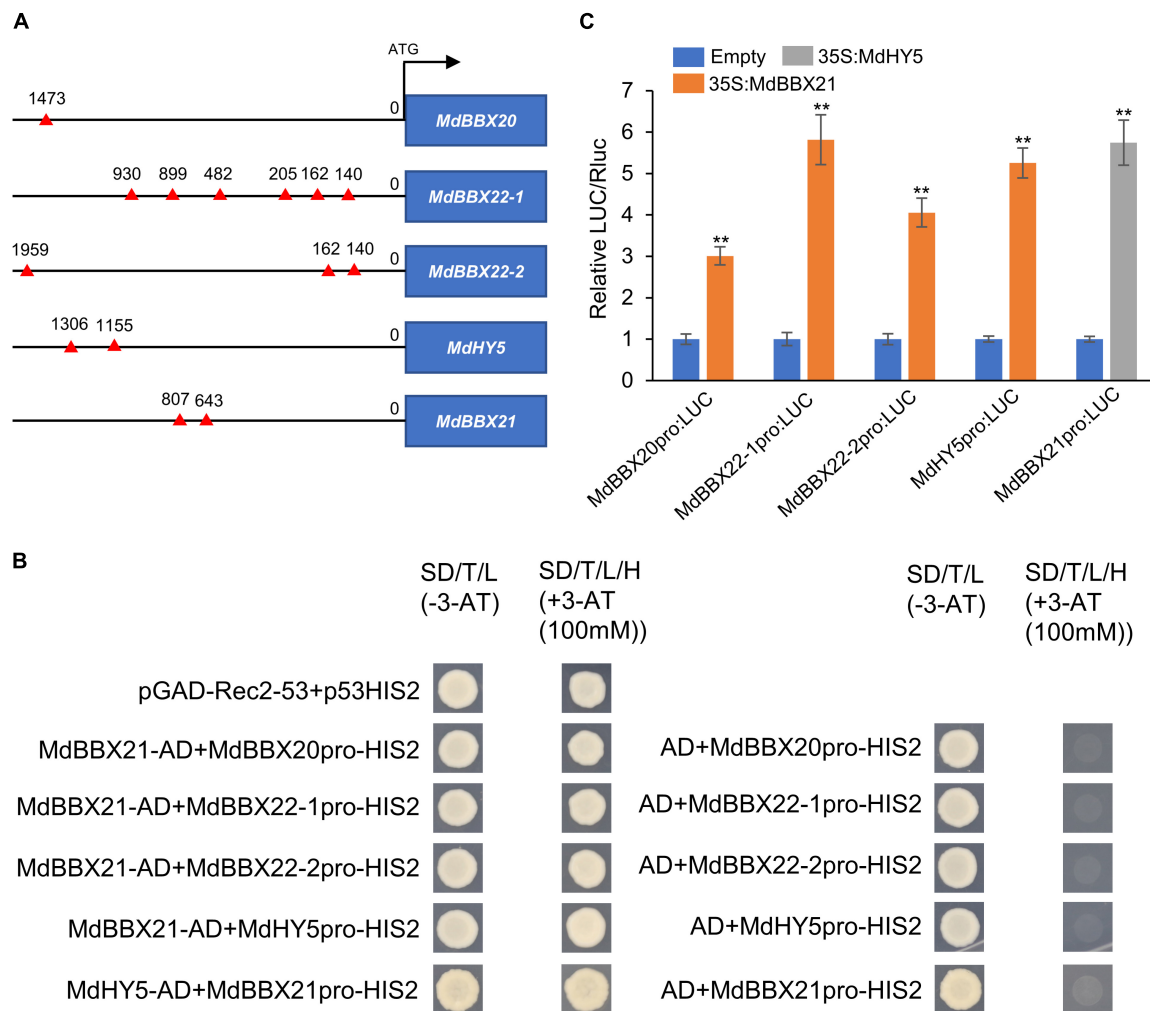 A
ATG
1473
0
MdBBX20
930 899 482 205 162 140
0
MdBBX22-1
1959 162 140
0
MdBBX22-2
1306 1155
0
MdHY5
807 643
0
MdBBX21
C
Empty 35S:MdHY5
35S:MdBBX21
Relative LUC/Rluc
7
6
5
4
3
2
1
0
** ** ** ** **
MdBBX20pro:LUC
MdBBX22-1pro:LUC
MdBBX22-2pro:LUC
MdHY5pro:LUC
MdBBX21pro:LUC
B
SD/T/L
(-3-AT)
SD/T/L/H
(+3-AT
(100mM))
SD/T/L
(-3-AT)
SD/T/L/H
(+3-AT
(100mM))
pGAD-Rec2-53+p53HIS2
MdBBX21-AD+MdBBX20pro-HIS2
MdBBX21-AD+MdBBX22-1pro-HIS2
MdBBX21-AD+MdBBX22-2pro-HIS2
MdBBX21-AD+MdHY5pro-HIS2
MdHY5-AD+MdBBX21pro-HIS2
AD+MdBBX20pro-HIS2
AD+MdBBX22-1pro-HIS2
AD+MdBBX22-2pro-HIS2
AD+MdHY5pro-HIS2
AD+MdBBX21pro-HIS2